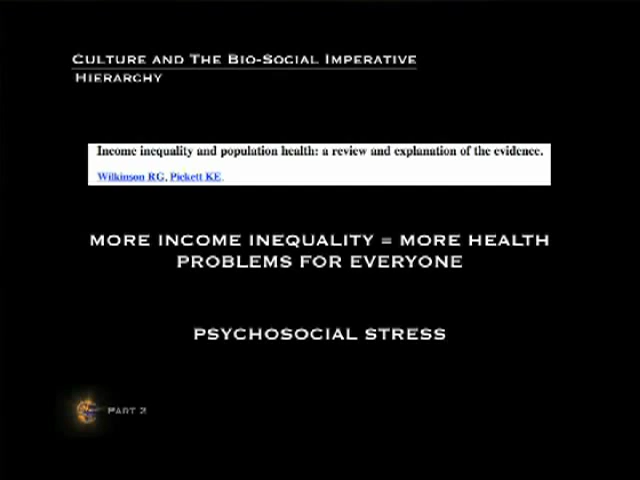 Culture and The Bio-Social Imperative
Hierarchy
Income inequality and population health: a review and explanation of the evidence.
Wilkinson RG, Pickett KE.
MORE INCOME INEQUALITY = MORE HEALTH
PROBLEMS FOR EVERYONE
PSYCHOSOCIAL STRESS
Part 2